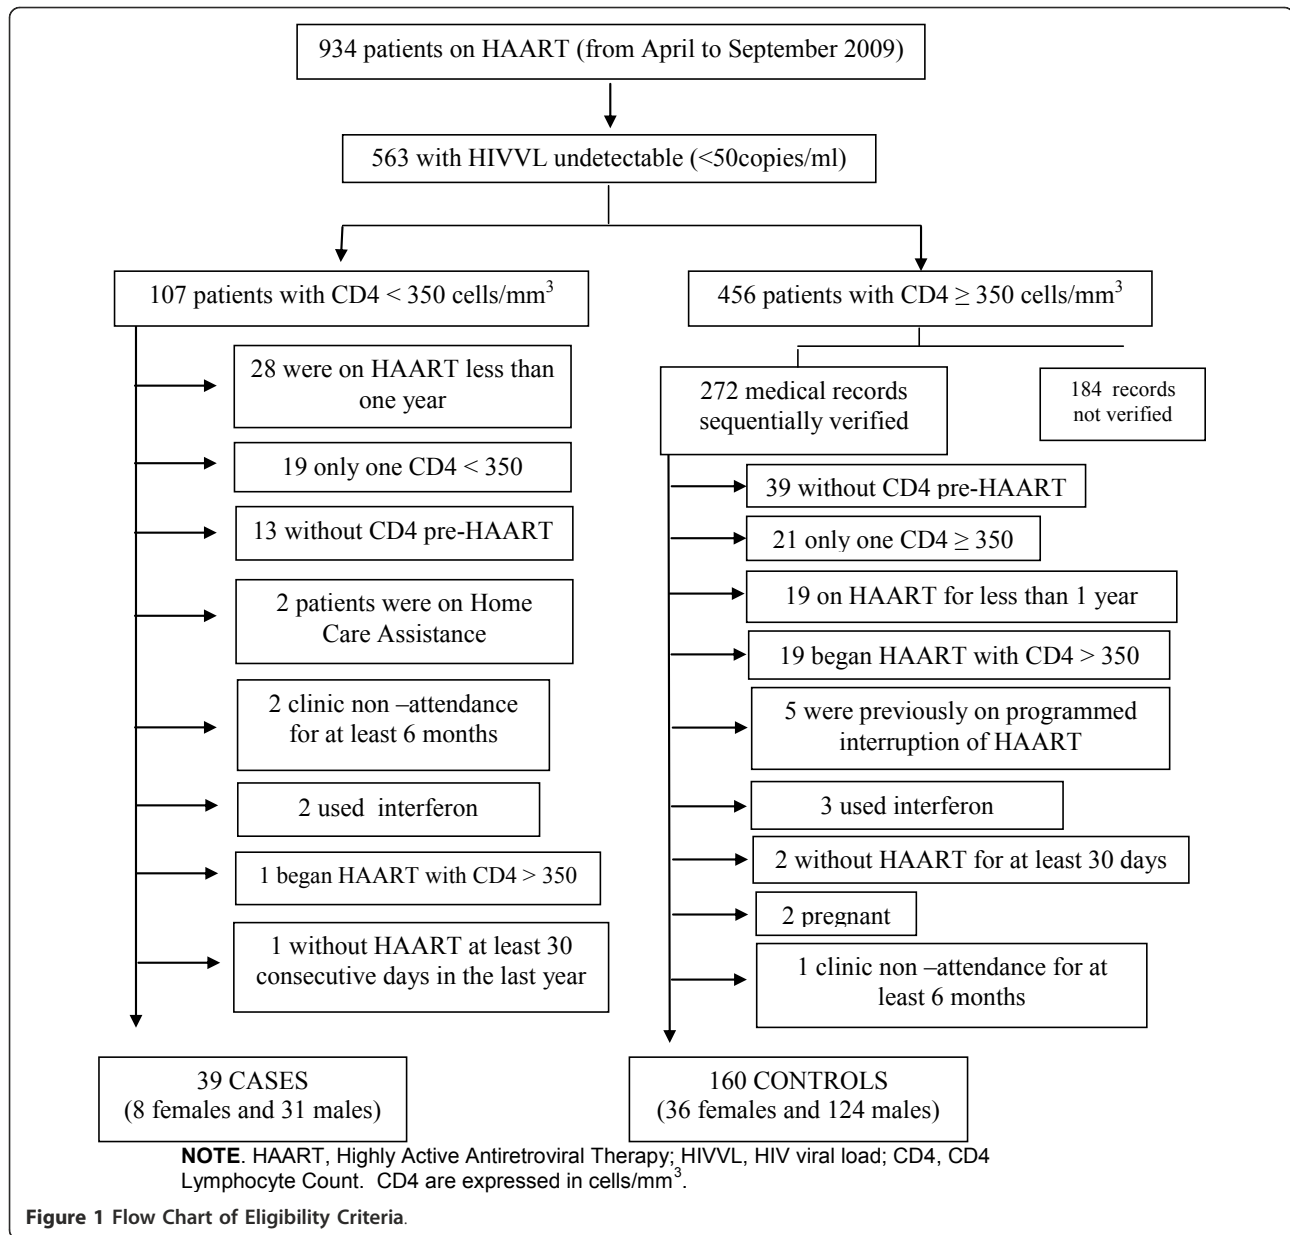 934 patients on HAART (from April to September 2009)
563 with HIVVL undetectable (<50copies/ml)
107 patients with CD4 < 350 cells/mm³
28 were on HAART less than
one year
19 only one CD4 < 350
13 without CD4 pre-HAART
2 patients were on Home
Care Assistance
2 clinic non –attendance
for at least 6 months
2 used interferon
1 began HAART with CD4 > 350
1 without HAART at least 30
consecutive days in the last year
39 CASES
(8 females and 31 males)
456 patients with CD4 ≥ 350 cells/mm³
272 medical records
sequentially verified
184 records
not verified
39 without CD4 pre-HAART
21 only one CD4 ≥ 350
19 on HAART for less than 1 year
19 began HAART with CD4 > 350
5 were previously on programmed
interruption of HAART
3 used interferon
2 without HAART for at least 30 days
2 pregnant
1 clinic non –attendance for at
least 6 months
160 CONTROLS
(36 females and 124 males)
NOTE. HAART, Highly Active Antiretroviral Therapy; HIVVL, HIV viral load; CD4, CD4
Lymphocyte Count. CD4 are expressed in cells/mm³.
Figure 1 Flow Chart of Eligibility Criteria.